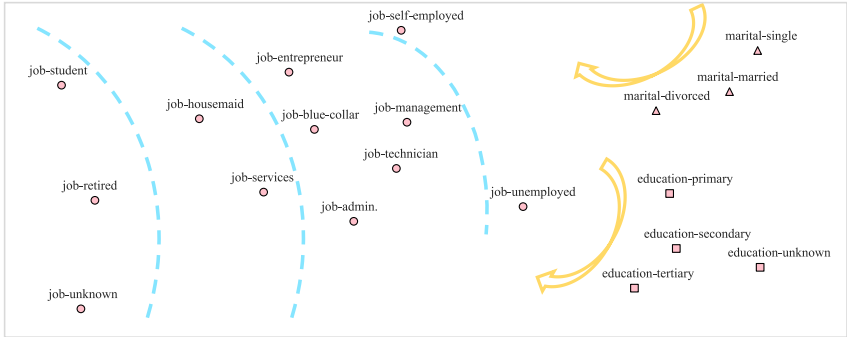 job-self-employed
marital-single
job-entrepreneur
job-student
marital-married
marital-divorced
job-housemaid
job-blue-collar
job-management
job-technician
job-retired
job-services
job-unemployed
education-primary
job-admin.
education-secondary
education-unknown
education-tertiary
job-unknown